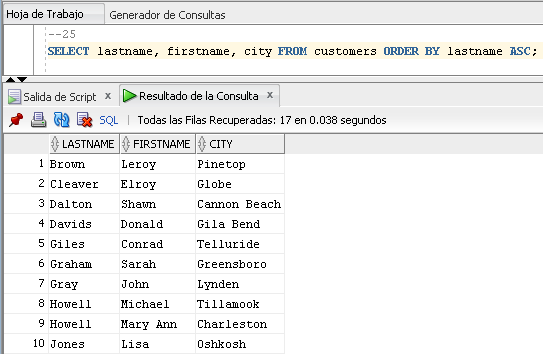 Hoja de Trabajo Generador de Consultas
--25
SELECT lastname, firstname, city FROM customers ORDER BY lastname ASC;
Salida de Script x Resultado de la Consulta x
SQL | Todas las Filas Recuperadas: 17 en 0.038 segundos
LASTNAME FIRSTNAME CITY
1 Brown Leroy Pinetop
2 Cleaver Elroy Globe
3 Dalton Shawn Cannon Beach
4 Davids Donald Gila Bend
5 Giles Conrad Telluride
6 Graham Sarah Greensboro
7 Gray John Lynden
8 Howell Michael Tillamook
9 Howell Mary Ann Charleston
10 Jones Lisa Oshkosh